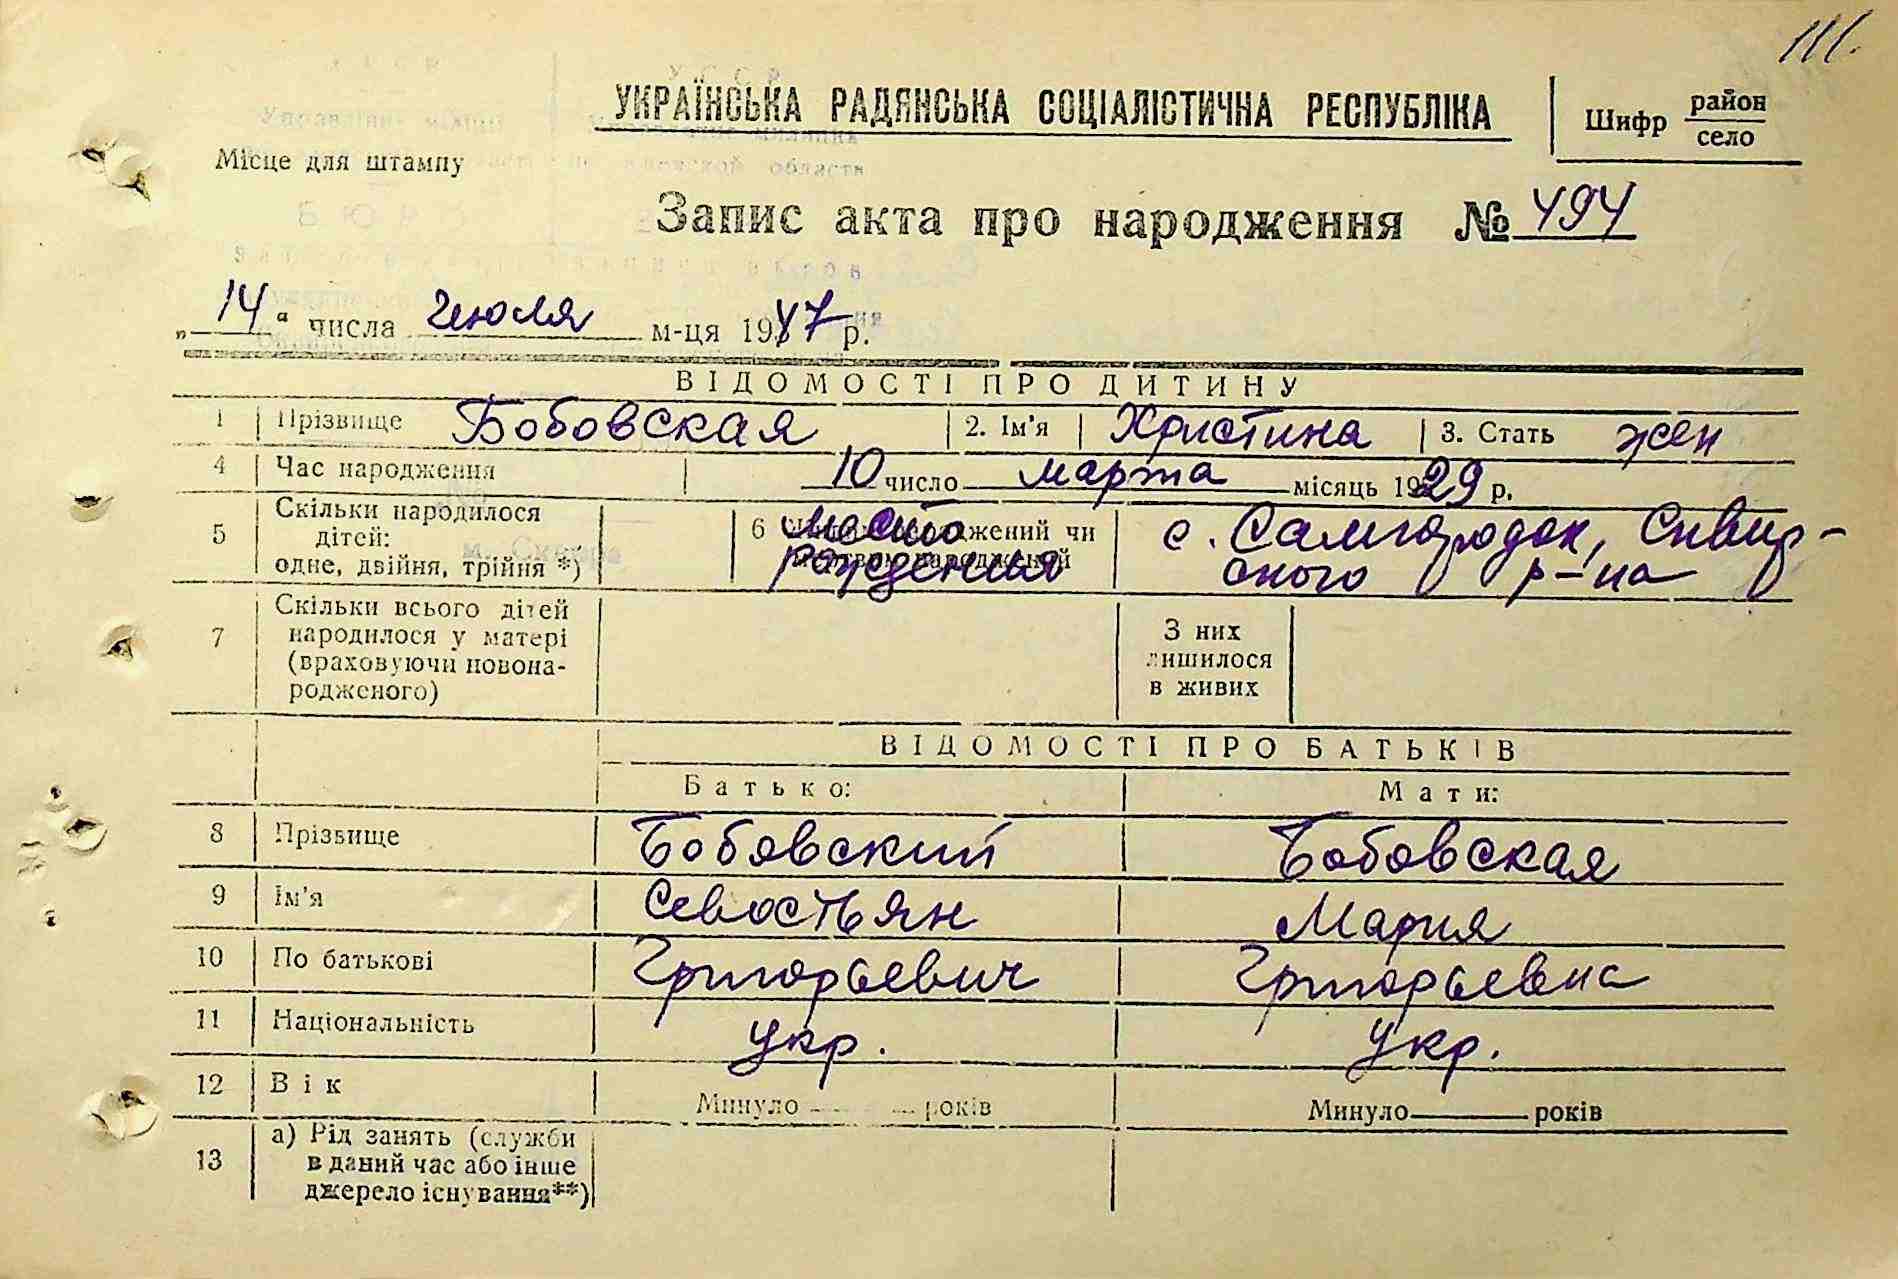 111.
УКРАЇНСЬКА РАДЯНСЬКА СОЦІАЛІСТИЧНА РЕСПУБЛІКА
Шифр район село
Місце для штампу
Запис акта про народження № 494
„14“ числа июля м-ця 1947 р.
ВІДОМОСТІ ПРО ДИТИНУ
1 Прізвище Бобовская 2. Ім'я Христина 3. Стать жен
4 Час народження 10 число марта місяць 1929 р.
5 Скільки народилося дітей: одне, двійня, трійня *) 6 место рождения с. Самгородок, Сквир-
ского р-на
7 Скільки всього дітей народилося у матері (враховуючи новонародженого) З них лишилося в живих
ВІДОМОСТІ ПРО БАТЬКІВ
Батько: Мати:
8 Прізвище Бобовский Бобовская
9 Ім'я Севостьян Мария
10 По батькові Григорьевич Григорьевна
11 Національність укр. укр.
12 Вік Минуло років Минуло років
13 а) Рід занять (служби
в даний час або інше
джерело існування**)